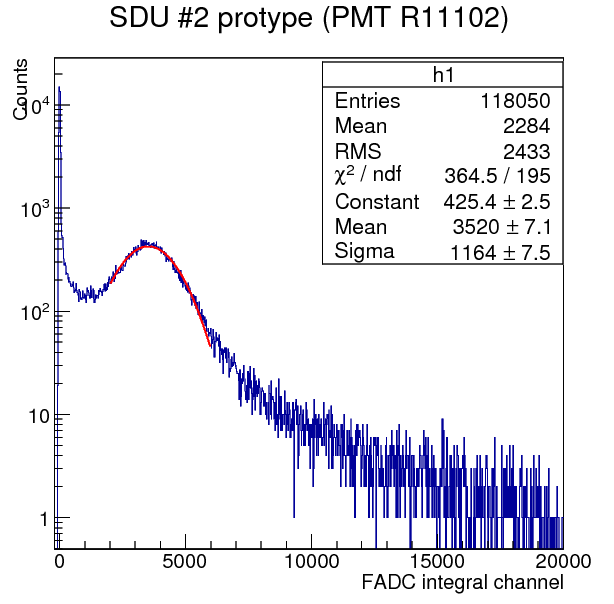 SDU #2 protype (PMT R11102)
Counts
h1
Entries 118050
Mean 2284
RMS 2433
χ² / ndf 364.5 / 195
Constant 425.4 ± 2.5
Mean 3520 ± 7.1
Sigma 1164 ± 7.5
10⁴
10³
10²
10
1
0 5000 10000 15000 20000
FADC integral channel